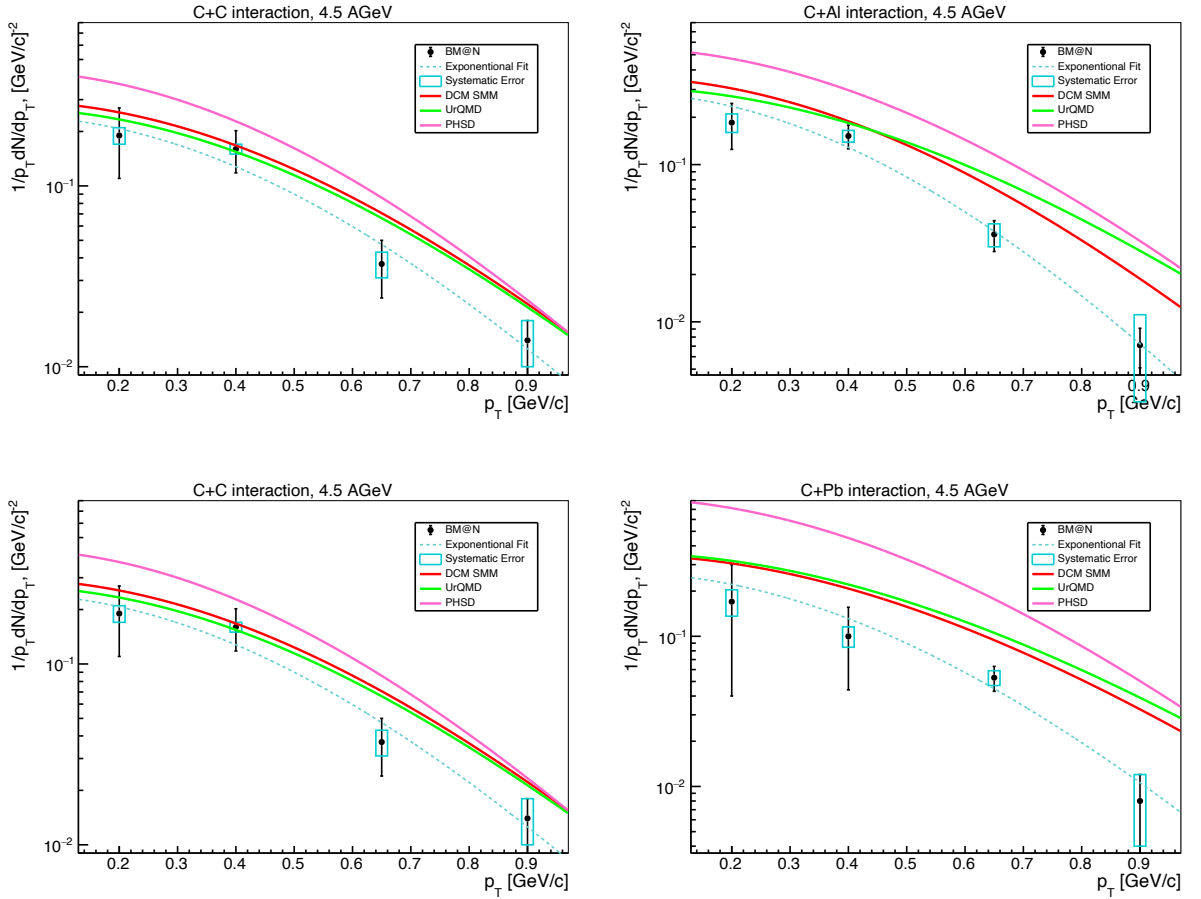 C+C interaction, 4.5 AGeV
1/p_T dN/dp_T, [GeV/c]^-2
BM@N
Exponential Fit
Systematic Error
DCM SMM
UrQMD
PHSD
10^-1
10^-2
0.2 0.3 0.4 0.5 0.6 0.7 0.8 0.9
p_T [GeV/c]
C+Al interaction, 4.5 AGeV
1/p_T dN/dp_T, [GeV/c]^-2
BM@N
Exponential Fit
Systematic Error
DCM SMM
UrQMD
PHSD
10^-1
10^-2
0.2 0.3 0.4 0.5 0.6 0.7 0.8 0.9
p_T [GeV/c]
C+C interaction, 4.5 AGeV
1/p_T dN/dp_T, [GeV/c]^-2
BM@N
Exponential Fit
Systematic Error
DCM SMM
UrQMD
PHSD
10^-1
10^-2
0.2 0.3 0.4 0.5 0.6 0.7 0.8 0.9
p_T [GeV/c]
C+Pb interaction, 4.5 AGeV
1/p_T dN/dp_T, [GeV/c]^-2
BM@N
Exponential Fit
Systematic Error
DCM SMM
UrQMD
PHSD
10^-1
10^-2
0.2 0.3 0.4 0.5 0.6 0.7 0.8 0.9
p_T [GeV/c]